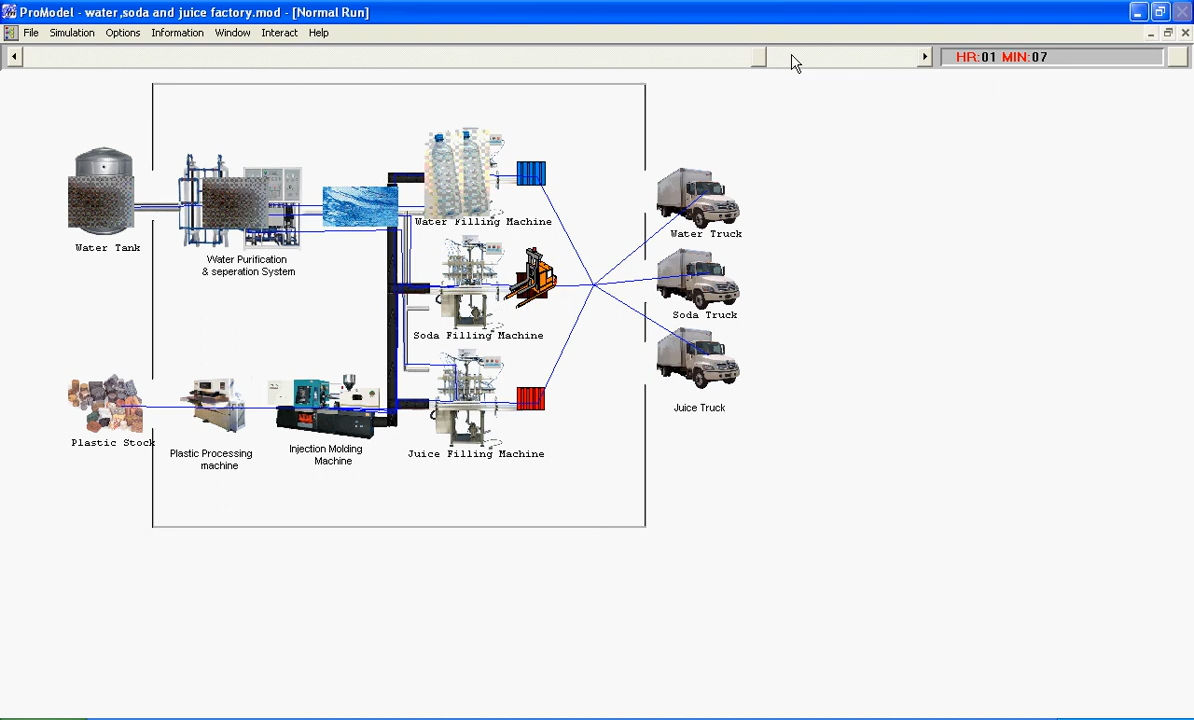 ProModel - water,soda and juice factory.mod - [Normal Run]
File Simulation Options Information Window Interact Help
HR:01 MIN:07
Water Tank
Water Purification
& seperation System
Water Filling Machine
Water Truck
Soda Filling Machine
Soda Truck
Plastic Stock
Plastic Processing
machine
Injection Molding
Machine
Juice Filling Machine
Juice Truck